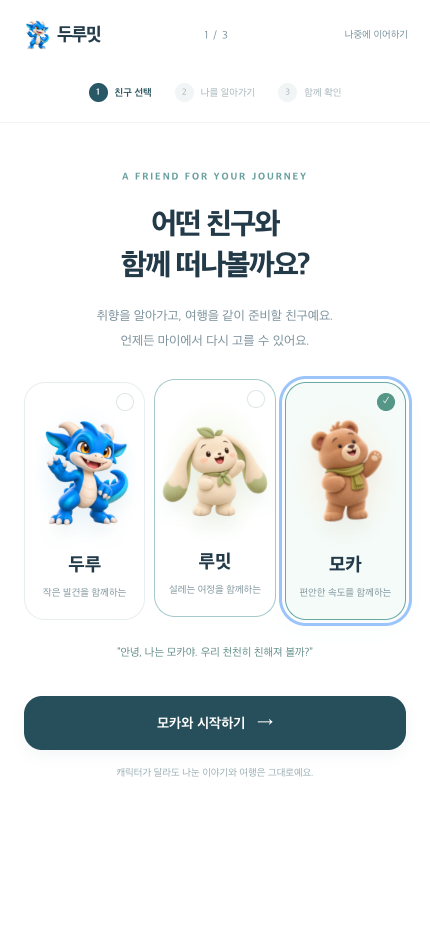 두루밋
1 / 3
나중에 이어하기
1 친구 선택
2 나를 알아가기
3 함께 확인
A FRIEND FOR YOUR JOURNEY
어떤 친구와
함께 떠나볼까요?
취향을 알아가고, 여행을 같이 준비할 친구예요.
언제든 마이에서 다시 고를 수 있어요.
✓
두루
작은 발견을 함께하는
루밋
설레는 여정을 함께하는
모카
편안한 속도를 함께하는
"안녕, 나는 모카야. 우리 천천히 친해져 볼까?"
모카와 시작하기 →
캐릭터가 달라도 나눈 이야기와 여행은 그대로예요.